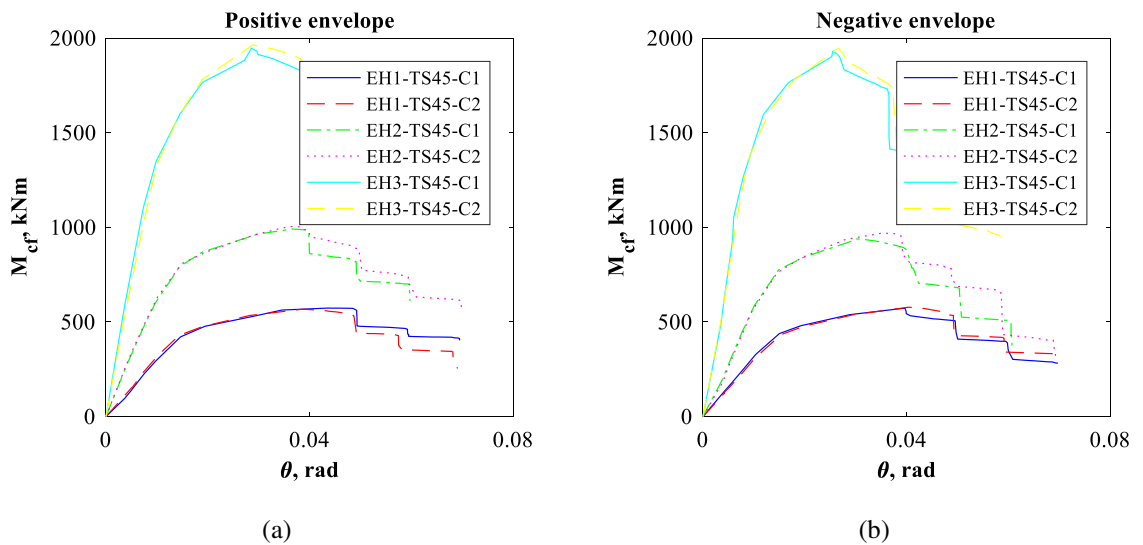 Positive envelope
2000
1500
1000
500
0
M_cf, kNm
EH1-TS45-C1
EH1-TS45-C2
EH2-TS45-C1
EH2-TS45-C2
EH3-TS45-C1
EH3-TS45-C2
0
0.04
0.08
θ, rad
(a)
Negative envelope
2000
1500
1000
500
0
M_cf, kNm
EH1-TS45-C1
EH1-TS45-C2
EH2-TS45-C1
EH2-TS45-C2
EH3-TS45-C1
EH3-TS45-C2
0
0.04
0.08
θ, rad
(b)